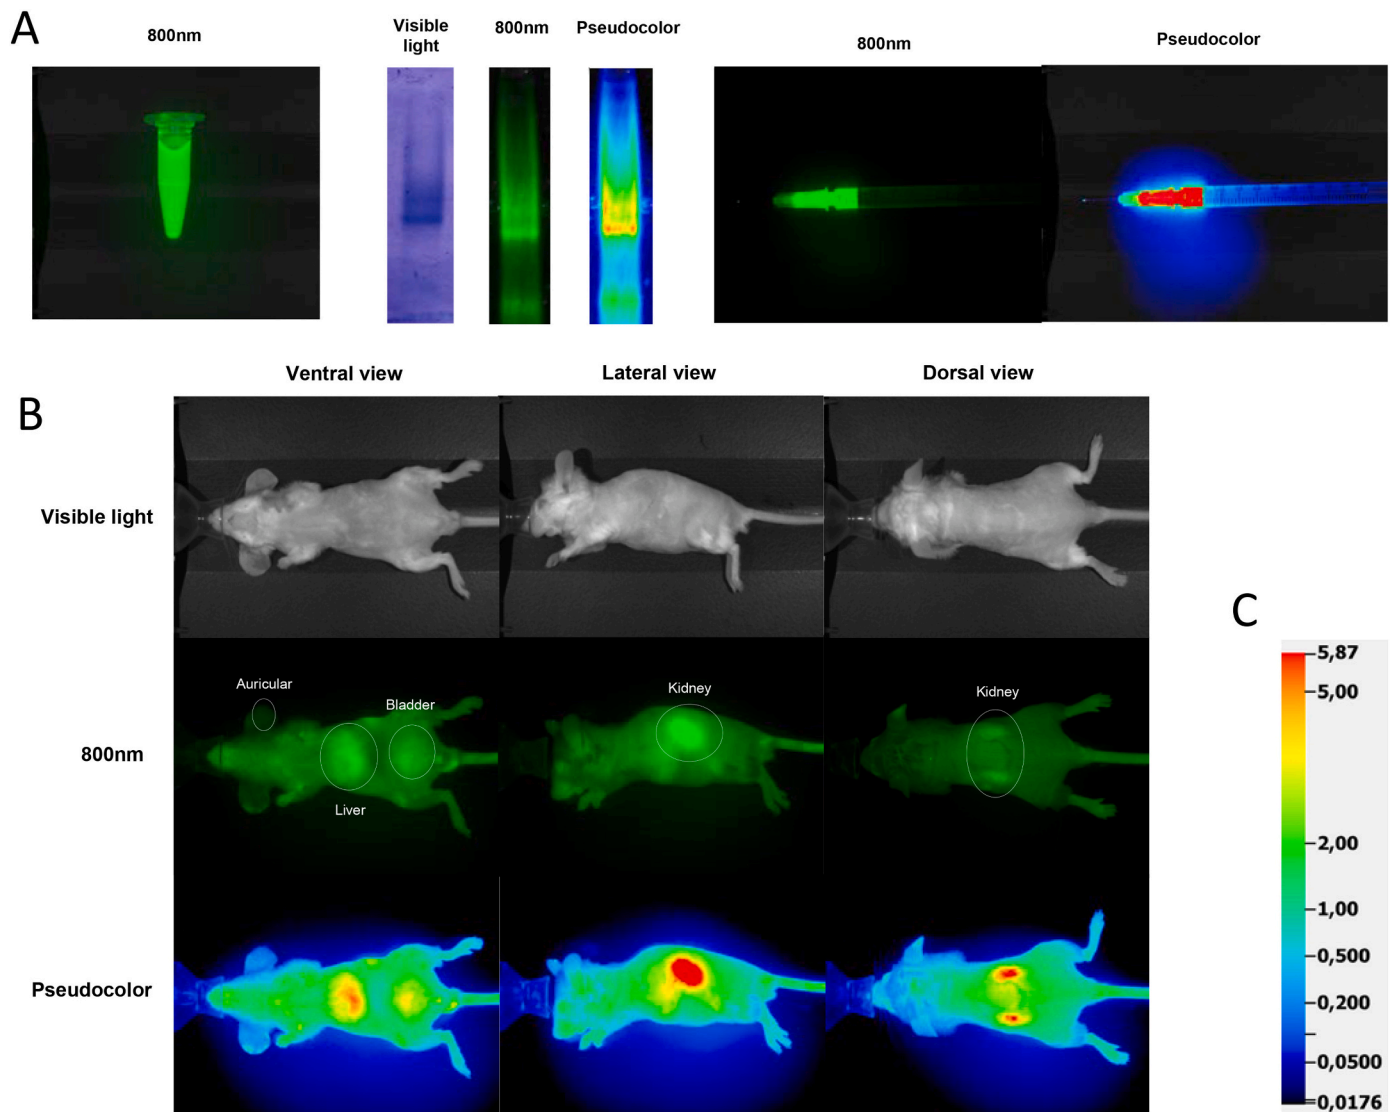 A
800nm
Visible
light
800nm
Pseudocolor
800nm
Pseudocolor
B
Ventral view
Lateral view
Dorsal view
Visible light
800nm
Auricular
Bladder
Liver
Kidney
Kidney
Pseudocolor
C
5,87
5,00
2,00
1,00
0,500
0,200
0,0500
0,0176